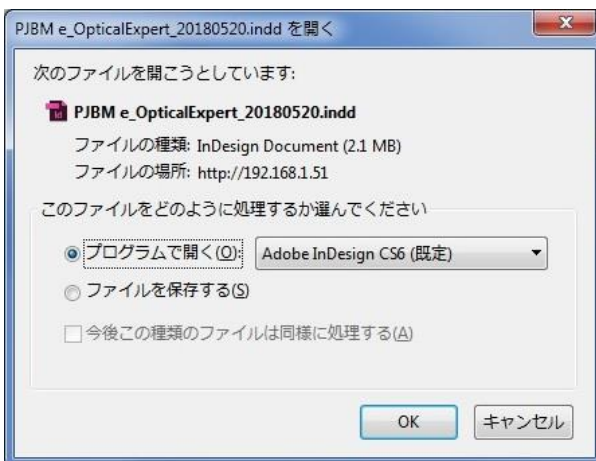 PJBM e_OpticalExpert_20180520.indd を開く
次のファイルを開こうとしています:
PJBM e_OpticalExpert_20180520.indd
ファイルの種類: InDesign Document (2.1 MB)
ファイルの場所: http://192.168.1.51
このファイルをどのように処理するか選んでください
プログラムで開く(O): Adobe InDesign CS6 (既定)
ファイルを保存する(S)
今後この種類のファイルは同様に処理する(A)
OK キャンセル